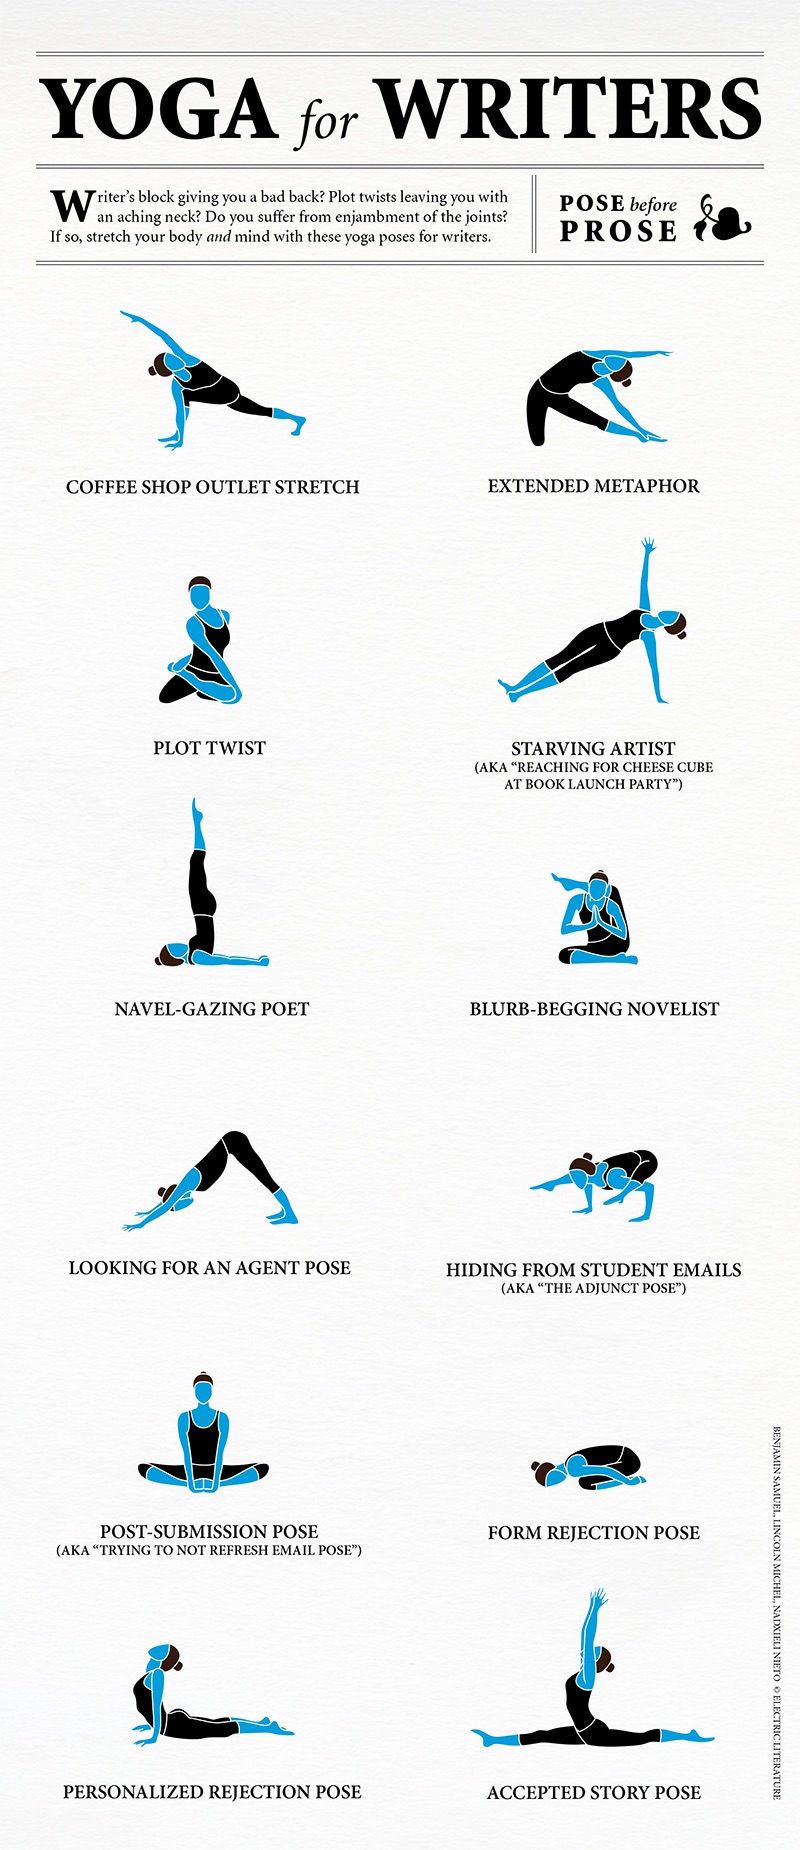 YOGA for WRITERS
Writer’s block giving you a bad back? Plot twists leaving you with
an aching neck? Do you suffer from enjambment of the joints?
If so, stretch your body and mind with these yoga poses for writers.
POSE before
PROSE
COFFEE SHOP OUTLET STRETCH
EXTENDED METAPHOR
PLOT TWIST
STARVING ARTIST
(AKA “REACHING FOR CHEESE CUBE
AT BOOK LAUNCH PARTY”)
NAVEL-GAZING POET
BLURB-BEGGING NOVELIST
LOOKING FOR AN AGENT POSE
HIDING FROM STUDENT EMAILS
(AKA “THE ADJUNCT POSE”)
POST-SUBMISSION POSE
(AKA “TRYING TO NOT REFRESH EMAIL POSE”)
FORM REJECTION POSE
PERSONALIZED REJECTION POSE
ACCEPTED STORY POSE
BENJAMIN SAMUEL, LINCOLN MICHEL, NADXIELI NIETO © ELECTRIC LITERATURE